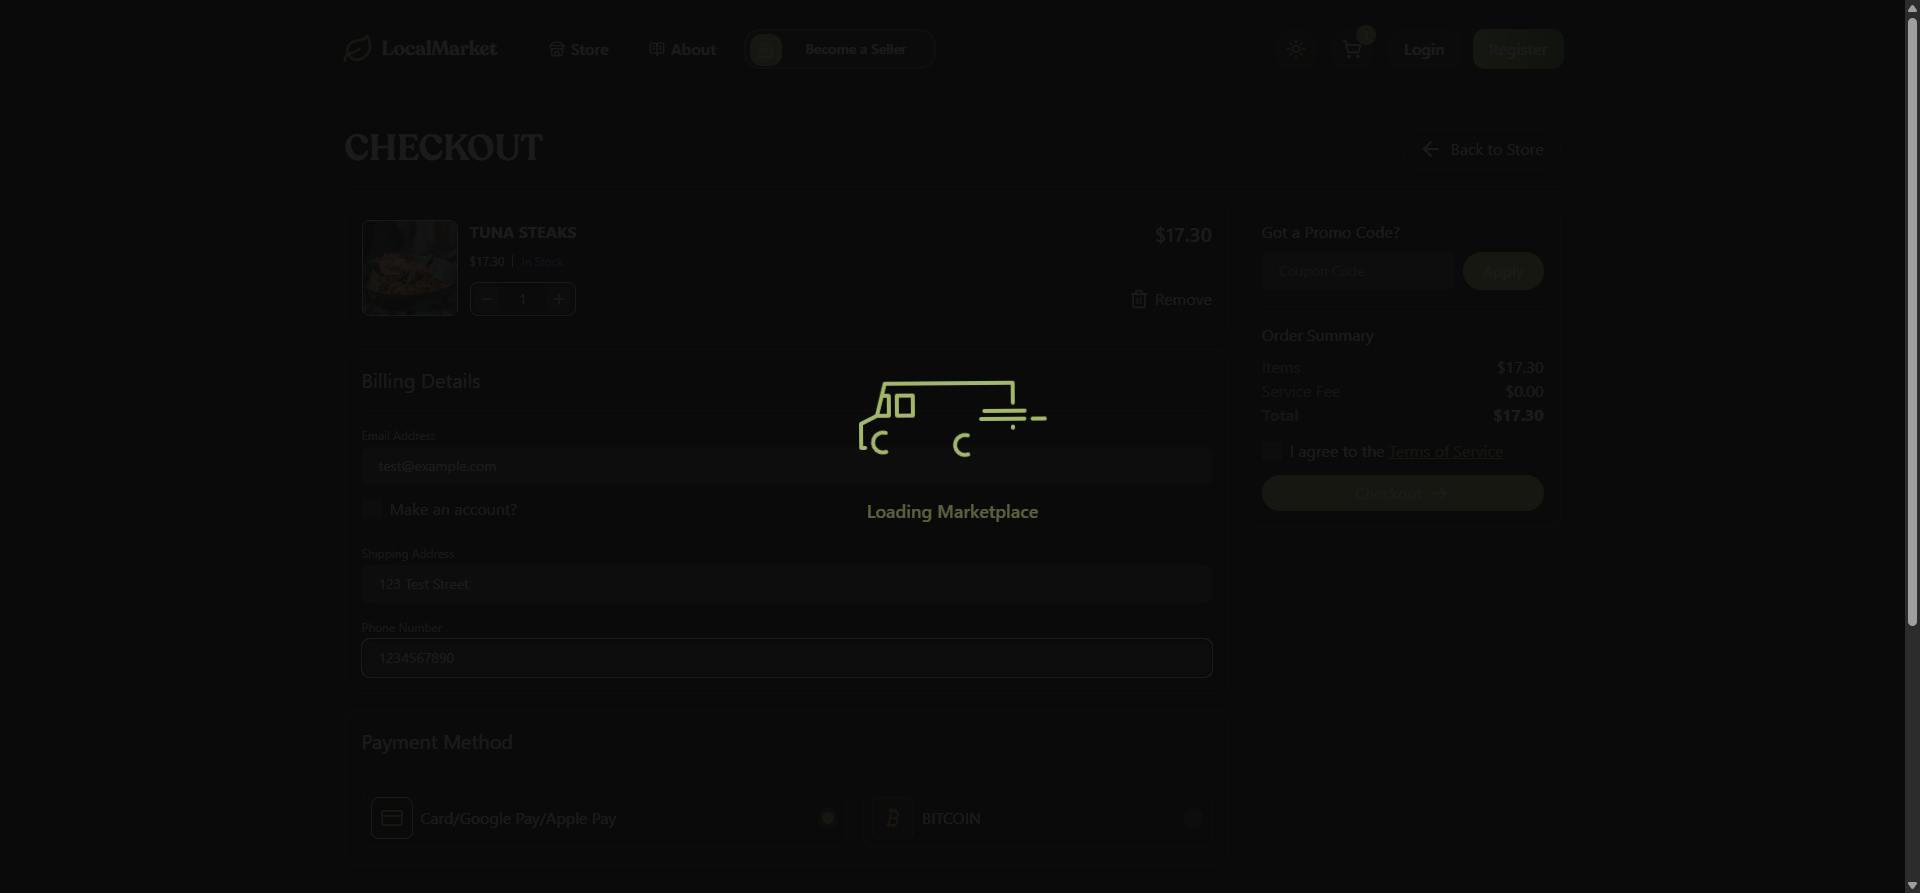 LocalMarket
Store
About
Become a Seller
Login
Register
CHECKOUT
Back to Store
TUNA STEAKS
$17.30 | In Stock
1
$17.30
Remove
Got a Promo Code?
Coupon Code
Apply
Order Summary
Items $17.30
Service Fee $0.00
Total $17.30
I agree to the Terms of Service
Checkout
Billing Details
Email Address
test@example.com
Make an account?
Shipping Address
123 Test Street
Phone Number
1234567890
Loading Marketplace
Payment Method
Card/Google Pay/Apple Pay
BITCOIN